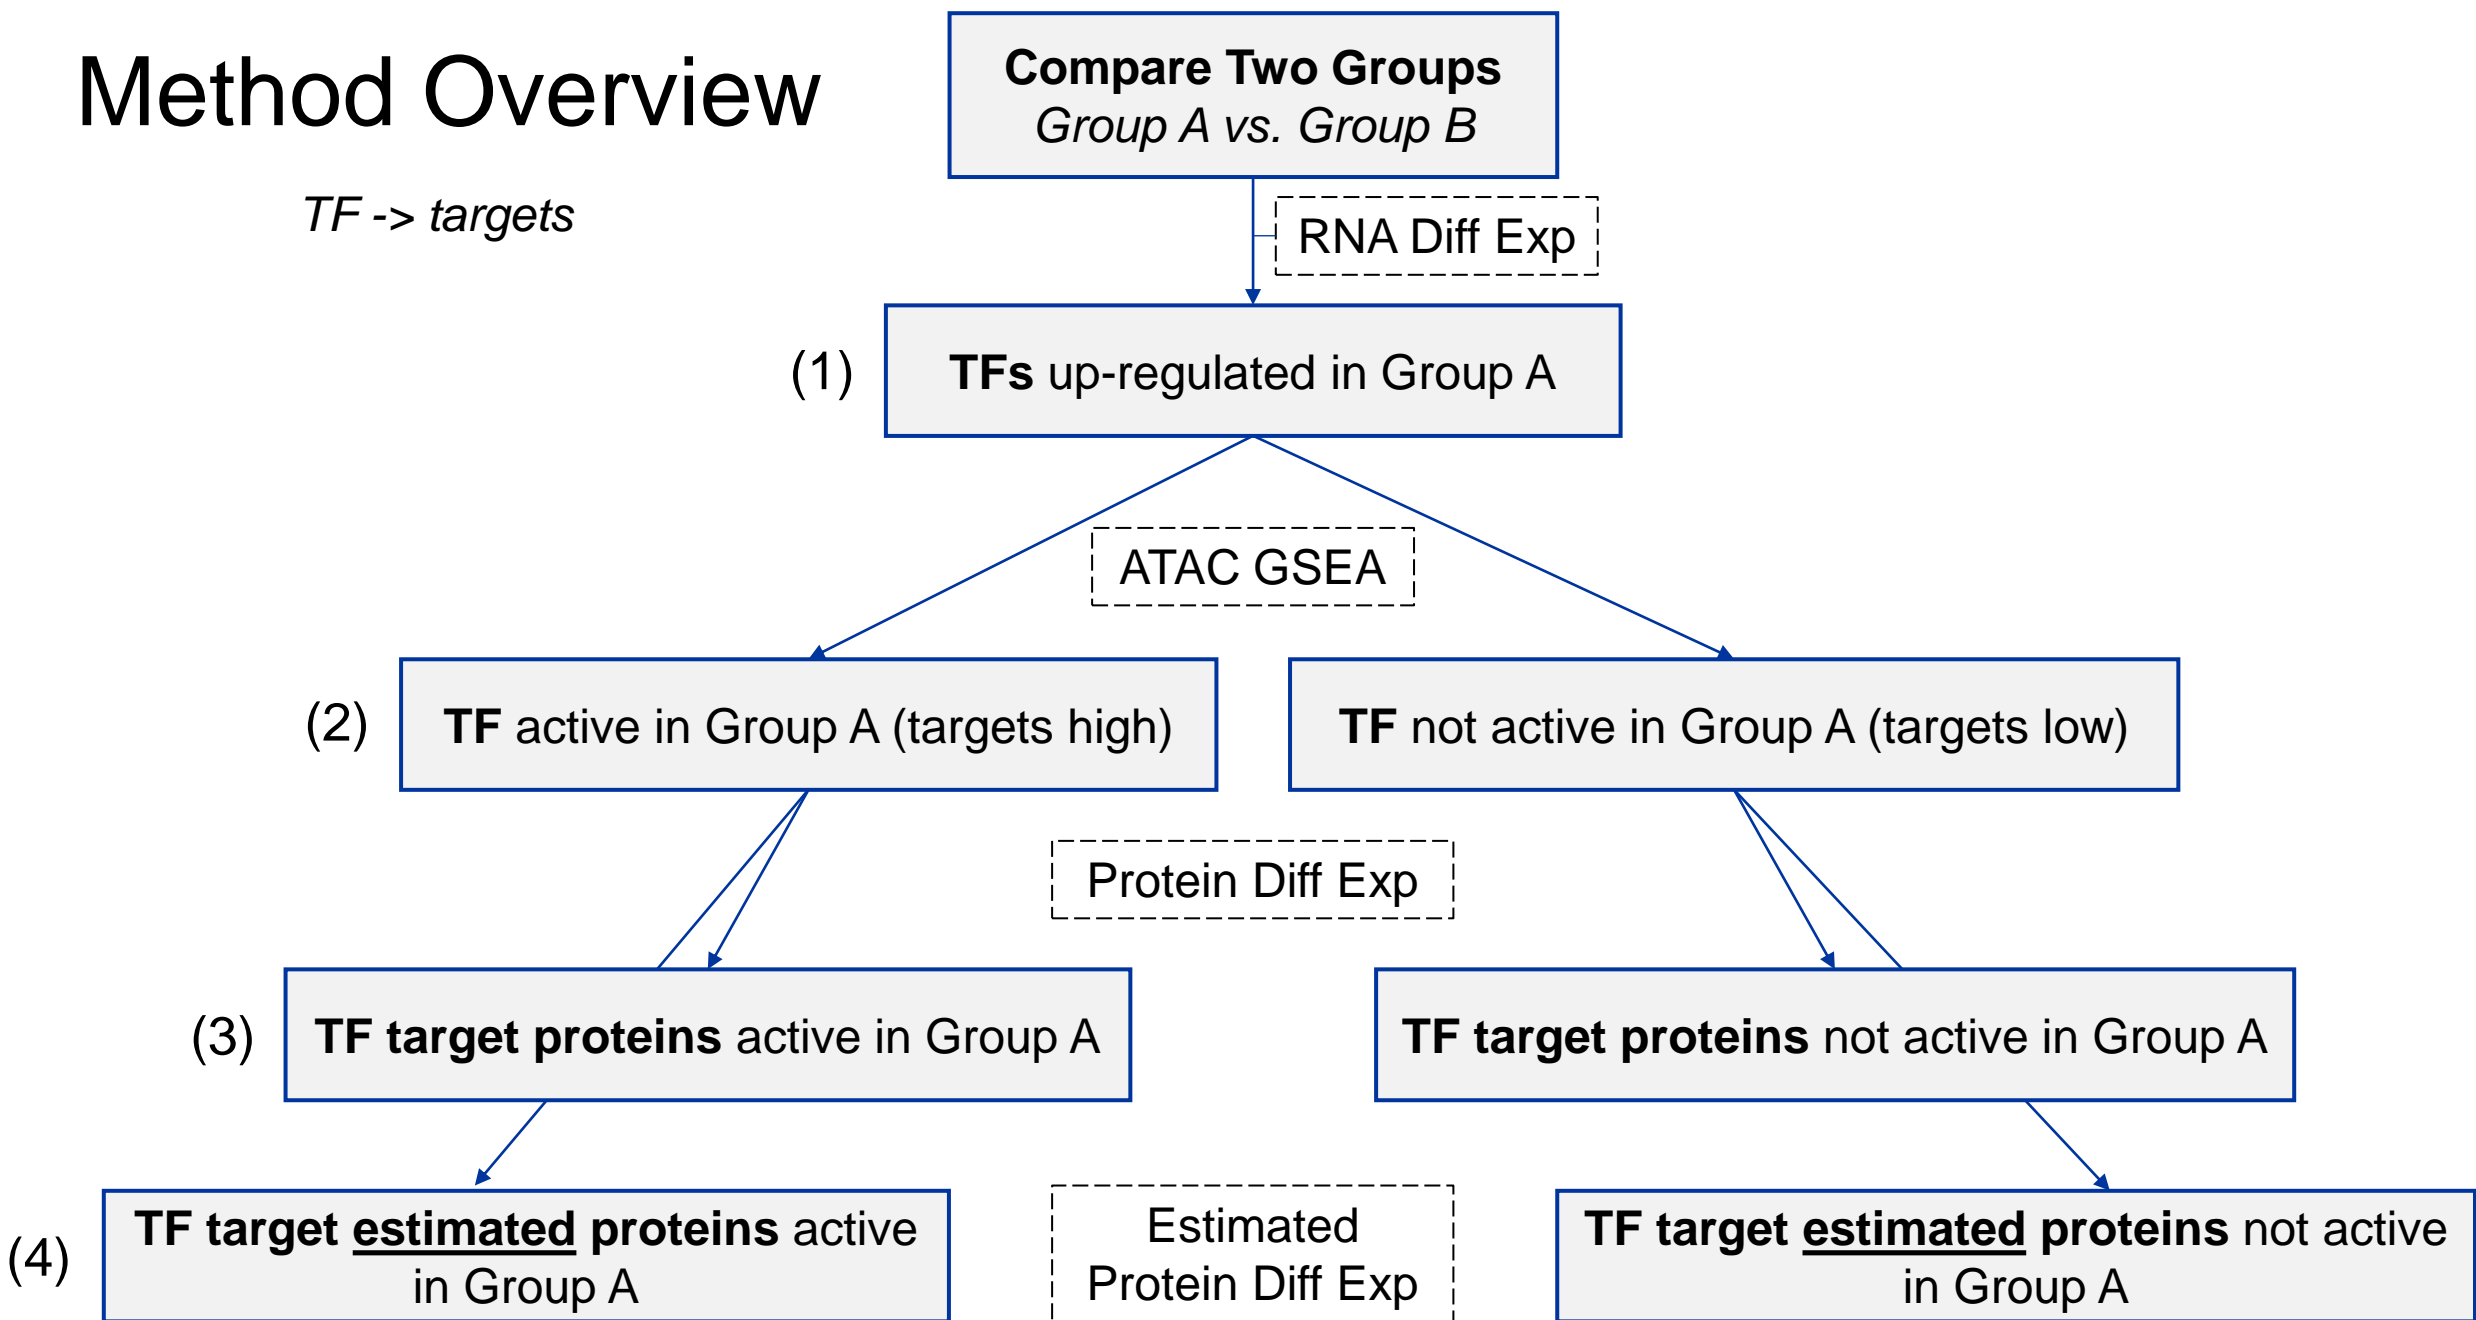 Method Overview
TF -> targets
Compare Two Groups
Group A vs. Group B
RNA Diff Exp
(1)
TFs up-regulated in Group A
ATAC GSEA
(2)
TF active in Group A (targets high)
TF not active in Group A (targets low)
Protein Diff Exp
(3)
TF target proteins active in Group A
TF target proteins not active in Group A
(4)
TF target estimated proteins active
in Group A
Estimated
Protein Diff Exp
TF target estimated proteins not active
in Group A